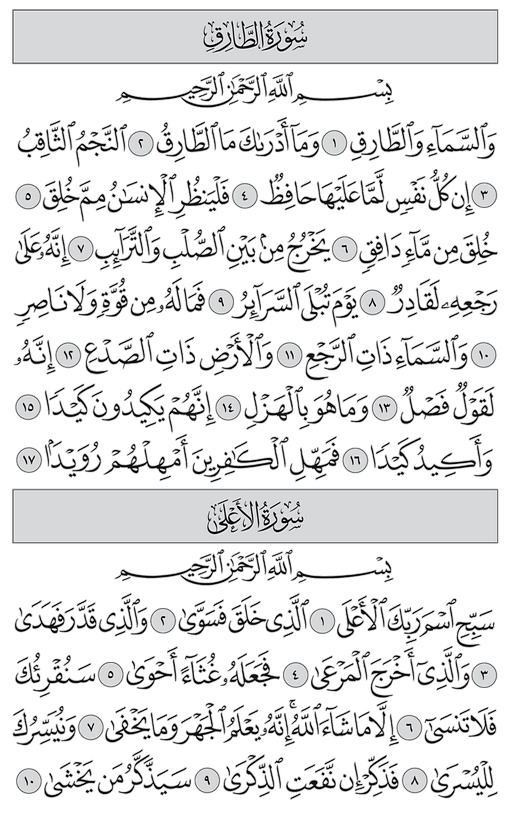 سُورَةُ الطَّارِقِ
بِسْمِ ٱللَّهِ ٱلرَّحْمَٰنِ ٱلرَّحِيمِ
وَٱلسَّمَآءِ وَٱلطَّارِقِ ١ وَمَآ أَدْرَىٰكَ مَا ٱلطَّارِقُ ٢ ٱلنَّجْمُ ٱلثَّاقِبُ
٣ إِن كُلُّ نَفْسٍ لَّمَّا عَلَيْهَا حَافِظٌ ٤ فَلْيَنظُرِ ٱلْإِنسَٰنُ مِمَّ خُلِقَ ٥
خُلِقَ مِن مَّآءٍ دَافِقٍ ٦ يَخْرُجُ مِنۢ بَيْنِ ٱلصُّلْبِ وَٱلتَّرَآئِبِ ٧ إِنَّهُۥ عَلَىٰ
رَجْعِهِۦ لَقَادِرٌ ٨ يَوْمَ تُبْلَى ٱلسَّرَآئِرُ ٩ فَمَا لَهُۥ مِن قُوَّةٍ وَلَا نَاصِرٍ
١٠ وَٱلسَّمَآءِ ذَاتِ ٱلرَّجْعِ ١١ وَٱلْأَرْضِ ذَاتِ ٱلصَّدْعِ ١٢ إِنَّهُۥ
لَقَوْلٌ فَصْلٌ ١٣ وَمَا هُوَ بِٱلْهَزْلِ ١٤ إِنَّهُمْ يَكِيدُونَ كَيْدًا ١٥
وَأَكِيدُ كَيْدًا ١٦ فَمَهِّلِ ٱلْكَٰفِرِينَ أَمْهِلْهُمْ رُوَيْدًۢا ١٧
سُورَةُ الأَعْلَىٰ
بِسْمِ ٱللَّهِ ٱلرَّحْمَٰنِ ٱلرَّحِيمِ
سَبِّحِ ٱسْمَ رَبِّكَ ٱلْأَعْلَى ١ ٱلَّذِى خَلَقَ فَسَوَّىٰ ٢ وَٱلَّذِى قَدَّرَ فَهَدَىٰ
٣ وَٱلَّذِىٓ أَخْرَجَ ٱلْمَرْعَىٰ ٤ فَجَعَلَهُۥ غُثَآءً أَحْوَىٰ ٥ سَنُقْرِئُكَ
فَلَا تَنسَىٰٓ ٦ إِلَّا مَا شَآءَ ٱللَّهُ ۚ إِنَّهُۥ يَعْلَمُ ٱلْجَهْرَ وَمَا يَخْفَىٰ ٧ وَنُيَسِّرُكَ
لِلْيُسْرَىٰ ٨ فَذَكِّرْ إِن نَّفَعَتِ ٱلذِّكْرَىٰ ٩ سَيَذَّكَّرُ مَن يَخْشَىٰ ١٠